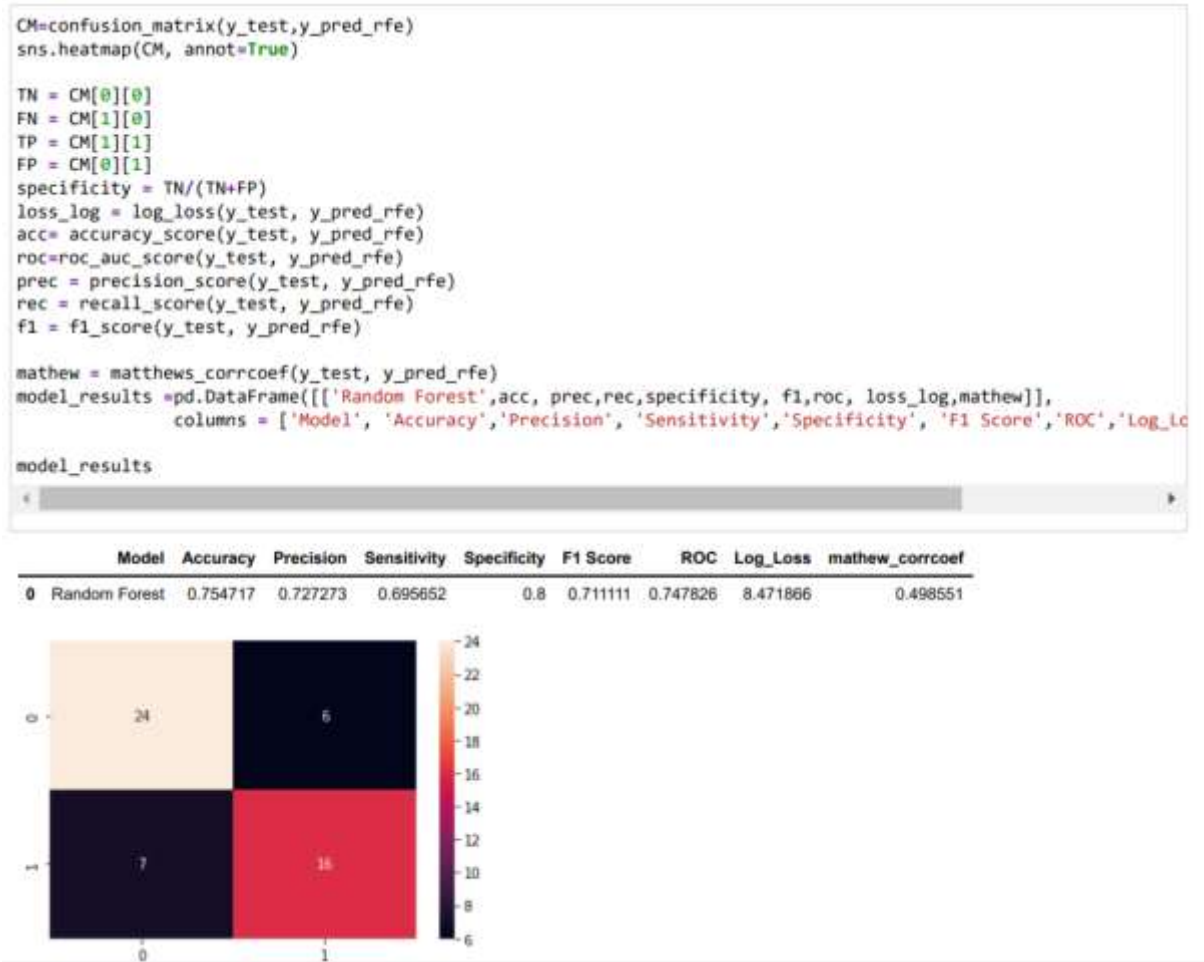 CM=confusion_matrix(y_test,y_pred_rfe)
sns.heatmap(CM, annot=True)
TN = CM[0][0]
FN = CM[1][0]
TP = CM[1][1]
FP = CM[0][1]
specificity = TN/(TN+FP)
loss_log = log_loss(y_test, y_pred_rfe)
acc= accuracy_score(y_test, y_pred_rfe)
roc=roc_auc_score(y_test, y_pred_rfe)
prec = precision_score(y_test, y_pred_rfe)
rec = recall_score(y_test, y_pred_rfe)
f1 = f1_score(y_test, y_pred_rfe)
mathew = matthews_corrcoef(y_test, y_pred_rfe)
model_results =pd.DataFrame([['Random Forest',acc, prec,rec,specificity, f1,roc, loss_log,mathew]],
columns = ['Model', 'Accuracy','Precision', 'Sensitivity','Specificity', 'F1 Score','ROC','Log_Lo
model_results
Model Accuracy Precision Sensitivity Specificity F1 Score ROC Log_Loss mathew_corrcoef
0 Random Forest 0.754717 0.727273 0.695652 0.8 0.711111 0.747826 8.471866 0.498551
24
22
20
18
16
14
12
10
8
6
0 24 6
1 7 16
0 1